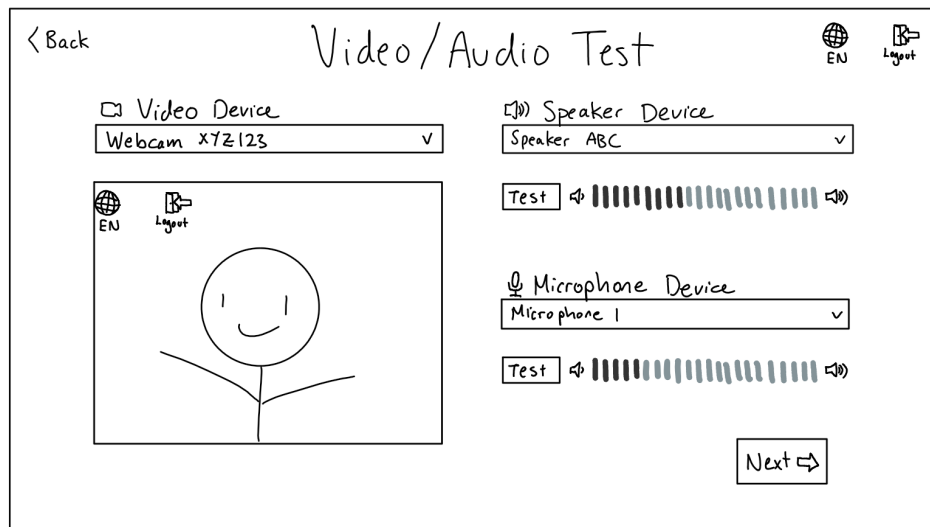 Back
Video/Audio Test
EN
Logout
Video Device
Webcam XYZ123
EN
Logout
Speaker Device
Speaker ABC
Test
Microphone Device
Microphone 1
Test
Next